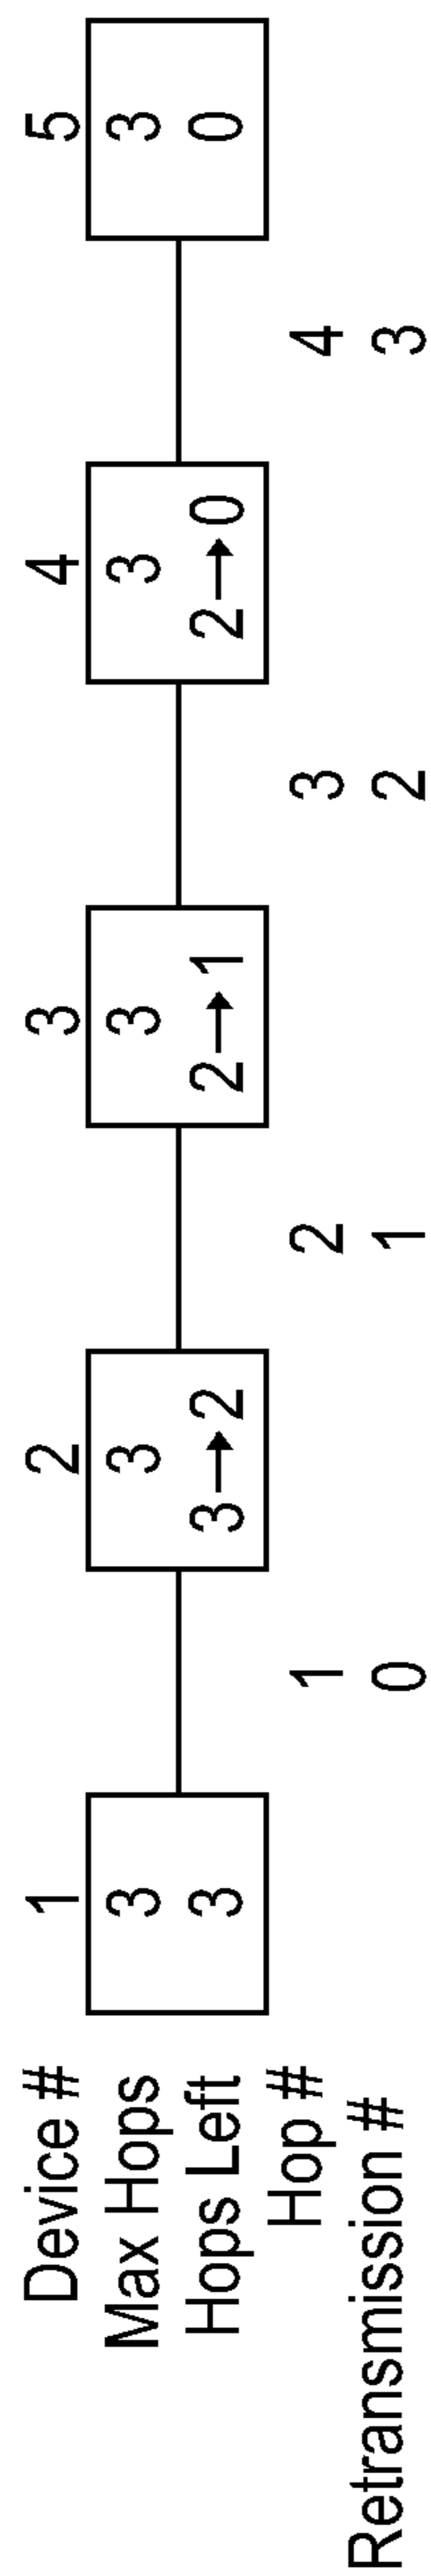 Device # 1 2 3 4 5
Max Hops 3 3 3 3 3
Hops Left 3 3→2 2→1 2→0 0
Hop # 1 2 3 4
Retransmission # 0 1 2 3